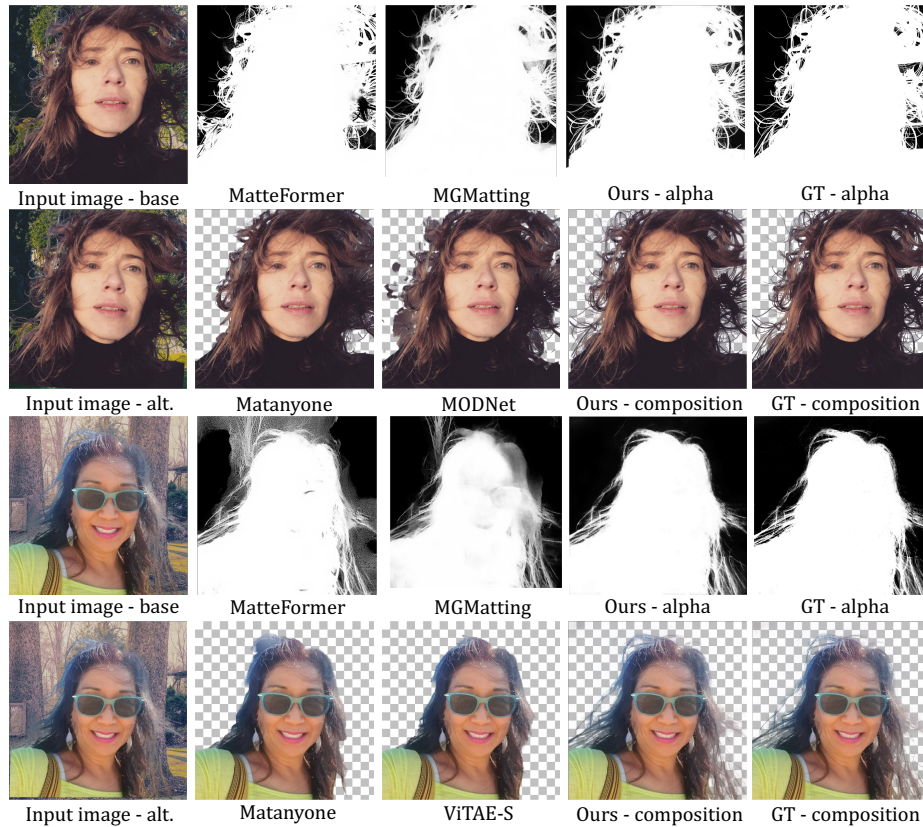 Input image - base MatteFormer MGMatting Ours - alpha GT - alpha
Input image - alt. Matanyone MODNet Ours - composition GT - composition
Input image - base MatteFormer MGMatting Ours - alpha GT - alpha
Input image - alt. Matanyone ViTAE-S Ours - composition GT - composition